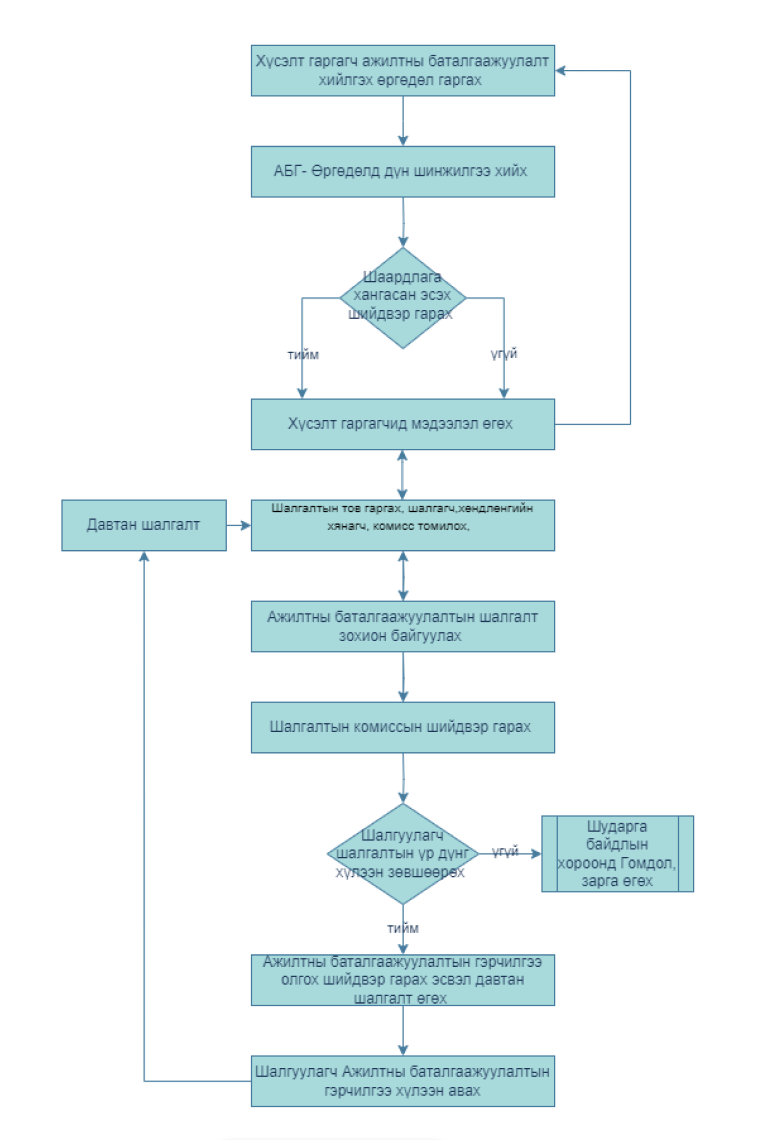 Хүсэлт гаргагч ажилтны баталгаажуулалт
хийлгэх өргөдөл гаргах
АБГ- Өргөдөлд дүн шинжилгээ хийх
Шаардлага
хангасан эсэх
шийдвэр гарах
тийм
үгүй
Хүсэлт гаргагчид мэдээлэл өгөх
Давтан шалгалт
Шалгалтын тов гаргах, шалгагч,хөндлөнгийн
хянагч, комисс томилох,
Ажилтны баталгаажуулалтын шалгалт
зохион байгуулах
Шалгалтын комиссын шийдвэр гарах
Шалгуулагч
шалгалтын үр дүнг
хүлээн зөвшөөрөх
үгүй
Шударга
байдлын
хороонд Гомдол,
зарга өгөх
тийм
Ажилтны баталгаажуулалтын гэрчилгээ
олгох шийдвэр гарах эсвэл давтан
шалгалт өгөх
Шалгуулагч Ажилтны баталгаажуулалтын
гэрчилгээ хүлээн авах